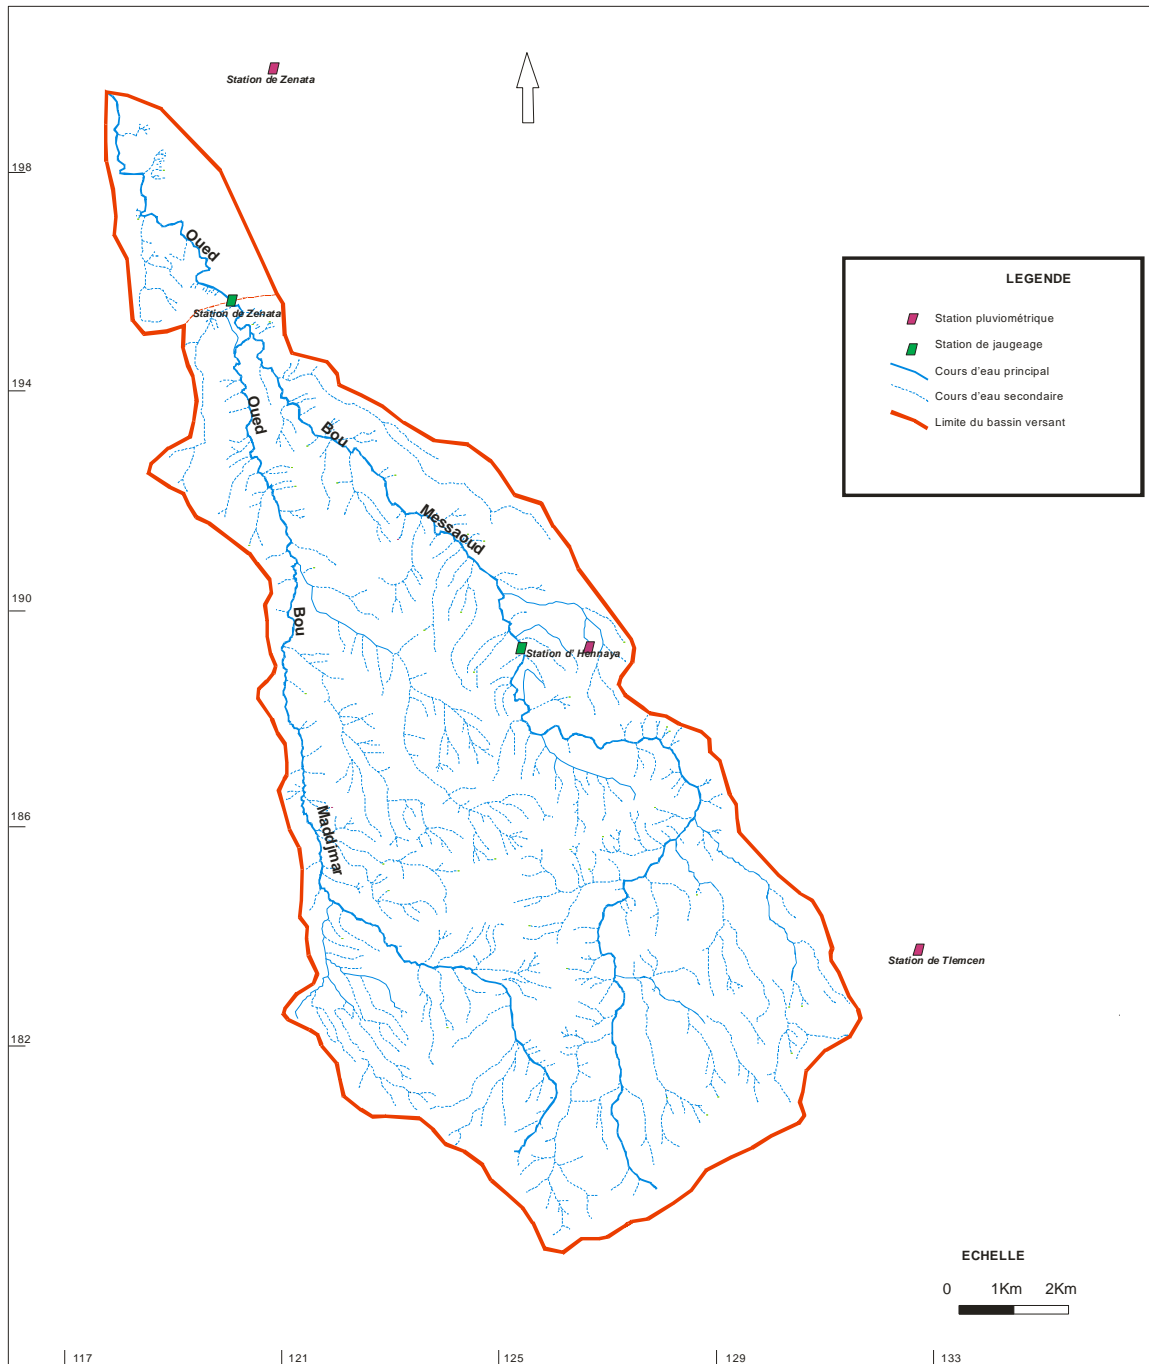 Station de Zenata
198
Oued
Station de Zenata
194
Oued
Bou
Messaoud
190
Bou
Station d' Hennaya
186
Maddjmar
Station de Tlemcen
182
LEGENDE
Station pluviométrique
Station de jaugeage
Cours d'eau principal
Cours d'eau secondaire
Limite du bassin versant
ECHELLE
0 1Km 2Km
117 121 125 129 133